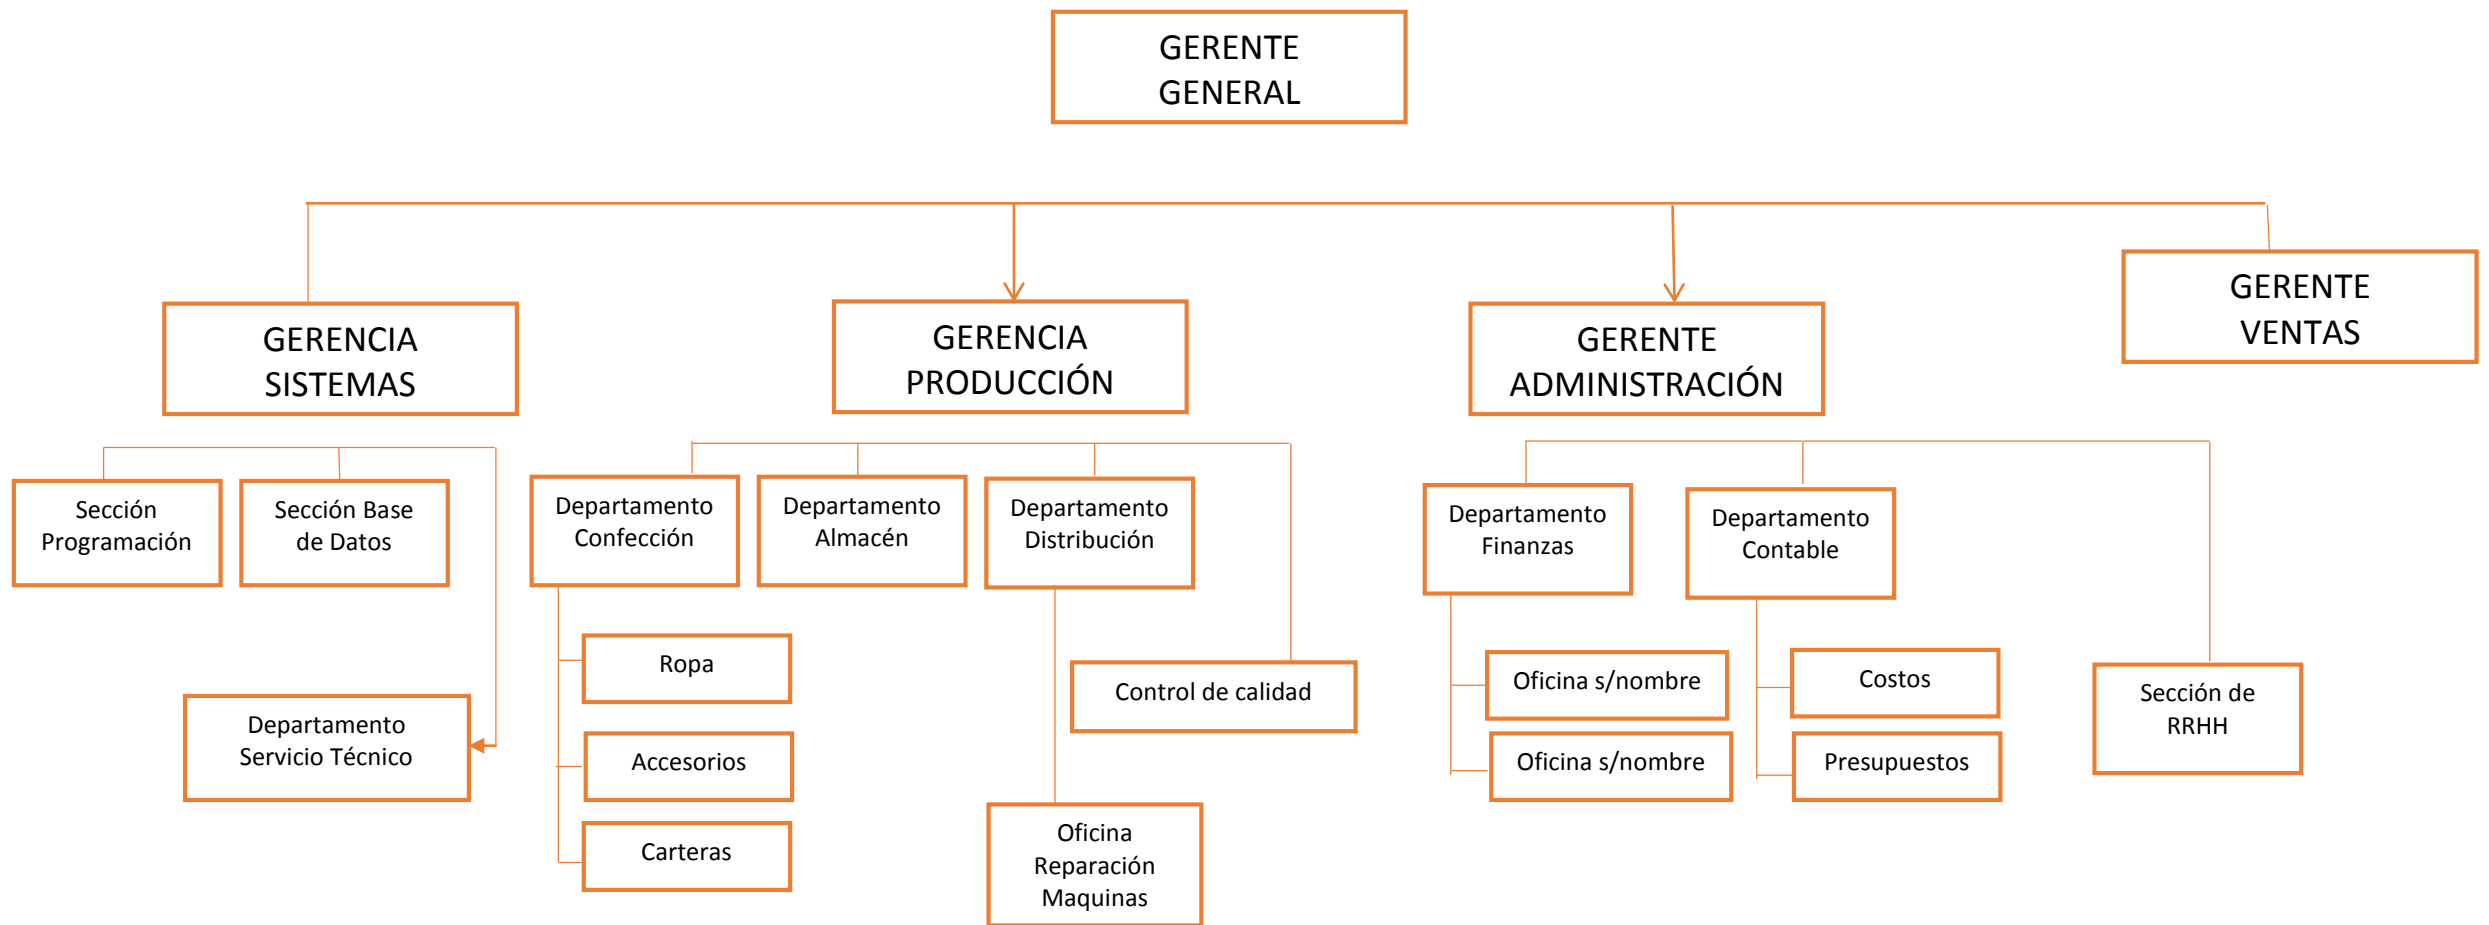 GERENTE
GENERAL
GERENCIA
SISTEMAS
GERENCIA
PRODUCCIÓN
GERENTE
ADMINISTRACIÓN
GERENTE
VENTAS
Sección
Programación
Sección Base
de Datos
Departamento
Servicio Técnico
Departamento
Confección
Departamento
Almacén
Departamento
Distribución
Ropa
Accesorios
Carteras
Control de calidad
Oficina
Reparación
Maquinas
Departamento
Finanzas
Departamento
Contable
Oficina s/nombre
Oficina s/nombre
Costos
Presupuestos
Sección de
RRHH